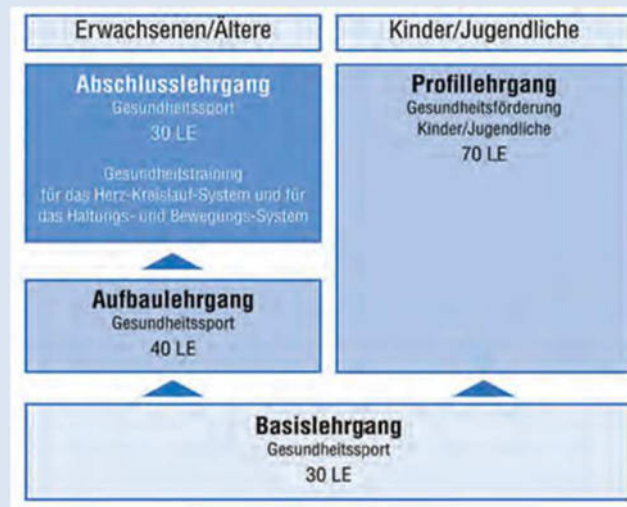 Erwachsenen/Ältere
Kinder/Jugendliche
Abschlusslehrgang
Gesundheitssport
30 LE
Gesundheitstraining
für das Herz-Kreislauf-System und für
das Haltungs- und Bewegungs-System
Profillehrgang
Gesundheitsförderung
Kinder/Jugendliche
70 LE
Aufbaulehrgang
Gesundheitssport
40 LE
Basislehrgang
Gesundheitssport
30 LE